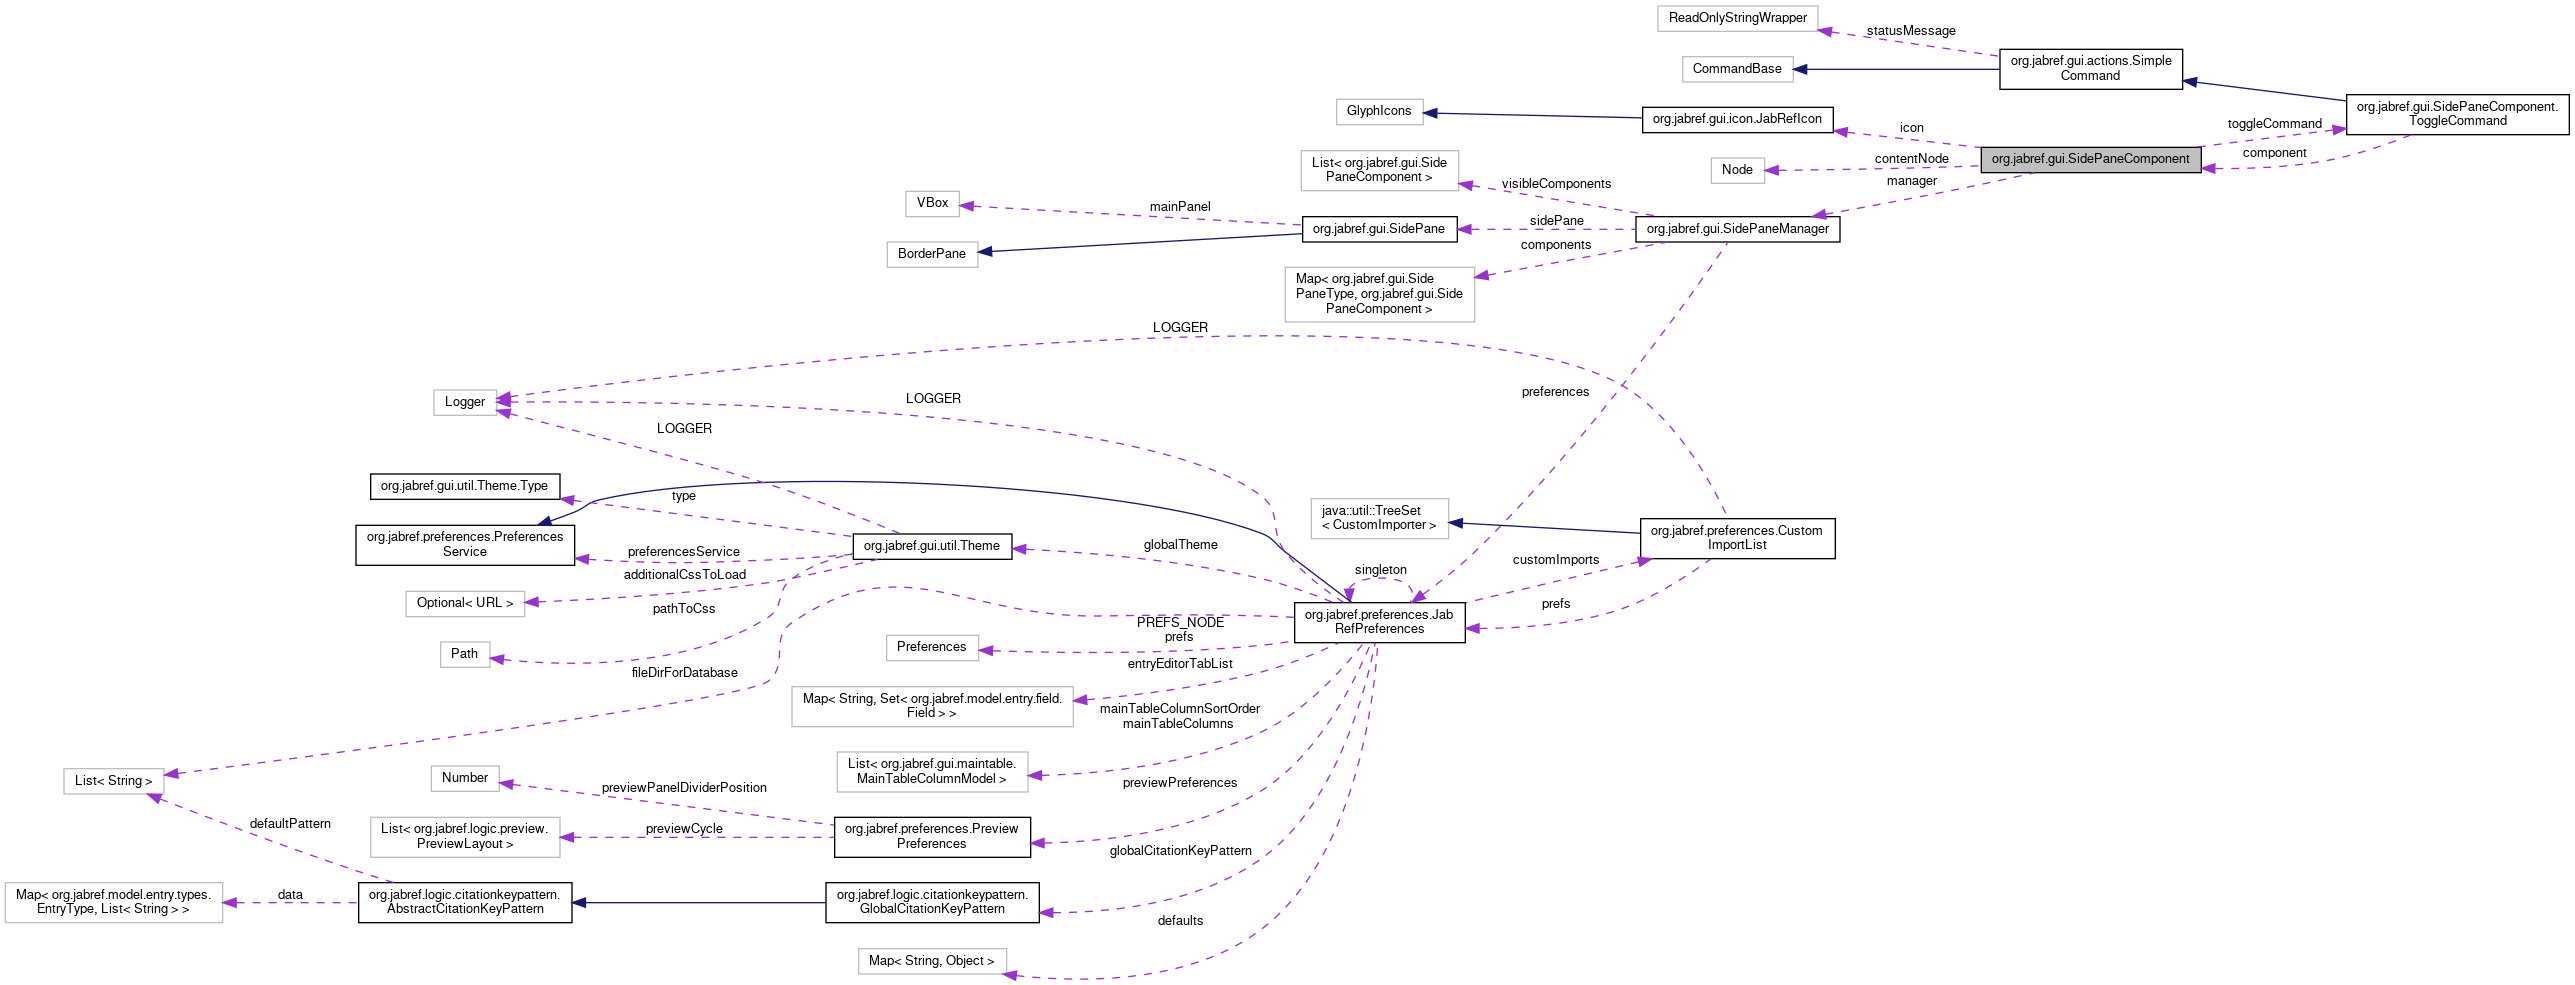 ReadOnlyStringWrapper
statusMessage
org.jabref.gui.actions.Simple
Command
CommandBase
GlyphIcons
org.jabref.gui.icon.JabRefIcon
icon
toggleCommand
org.jabref.gui.SidePaneComponent.
ToggleCommand
List< org.jabref.gui.Side
PaneComponent >
Node
contentNode
org.jabref.gui.SidePaneComponent
component
visibleComponents
manager
VBox
mainPanel
org.jabref.gui.SidePane
sidePane
org.jabref.gui.SidePaneManager
BorderPane
components
Map< org.jabref.gui.Side
PaneType, org.jabref.gui.Side
PaneComponent >
LOGGER
preferences
Logger
LOGGER
LOGGER
org.jabref.gui.util.Theme.Type
type
java::util::TreeSet
< CustomImporter >
org.jabref.preferences.Custom
ImportList
org.jabref.preferences.Preferences
Service
preferencesService
org.jabref.gui.util.Theme
globalTheme
customImports
additionalCssToLoad
singleton
Optional< URL >
pathToCss
prefs
org.jabref.preferences.Jab
RefPreferences
PREFS_NODE
prefs
Path
Preferences
fileDirForDatabase
entryEditorTabList
Map< String, Set< org.jabref.model.entry.field.
Field > >
mainTableColumnSortOrder
mainTableColumns
List< String >
Number
previewPanelDividerPosition
List< org.jabref.gui.maintable.
MainTableColumnModel >
previewPreferences
defaultPattern
List< org.jabref.logic.preview.
PreviewLayout >
previewCycle
org.jabref.preferences.Preview
Preferences
globalCitationKeyPattern
Map< org.jabref.model.entry.types.
EntryType, List< String > >
data
org.jabref.logic.citationkeypattern.
AbstractCitationKeyPattern
org.jabref.logic.citationkeypattern.
GlobalCitationKeyPattern
defaults
Map< String, Object >